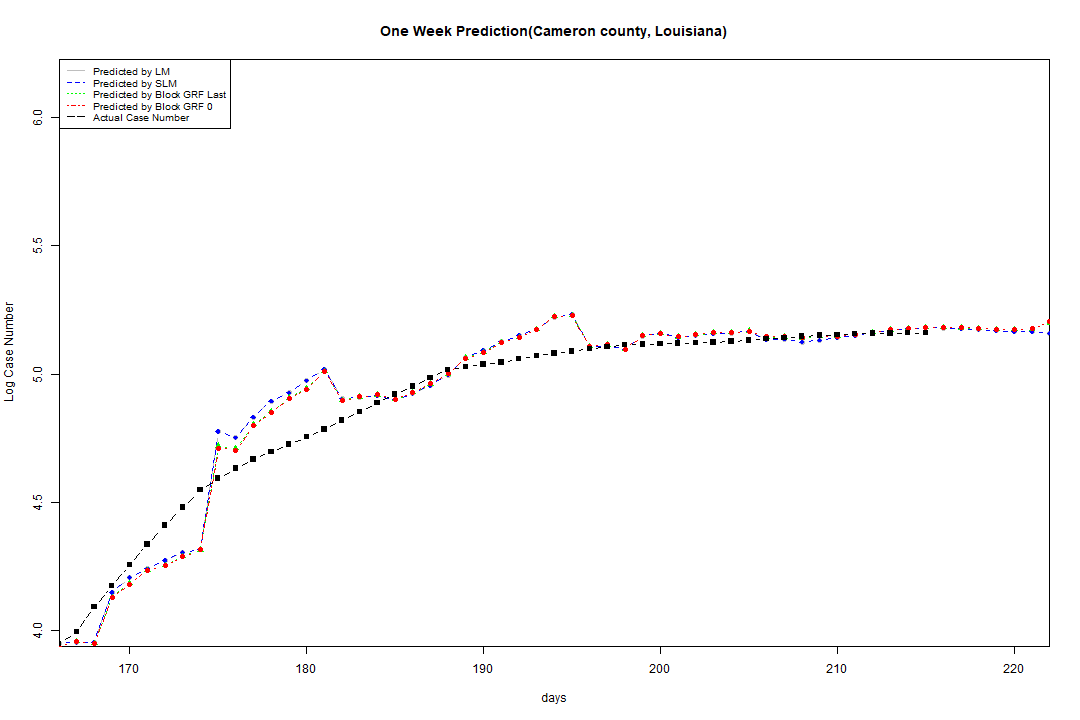 One Week Prediction(Cameron county, Louisiana)
Predicted by LM
Predicted by SLM
Predicted by Block GRF Last
Predicted by Block GRF 0
Actual Case Number
6.0
5.5
5.0
4.5
4.0
Log Case Number
170 180 190 200 210 220
days